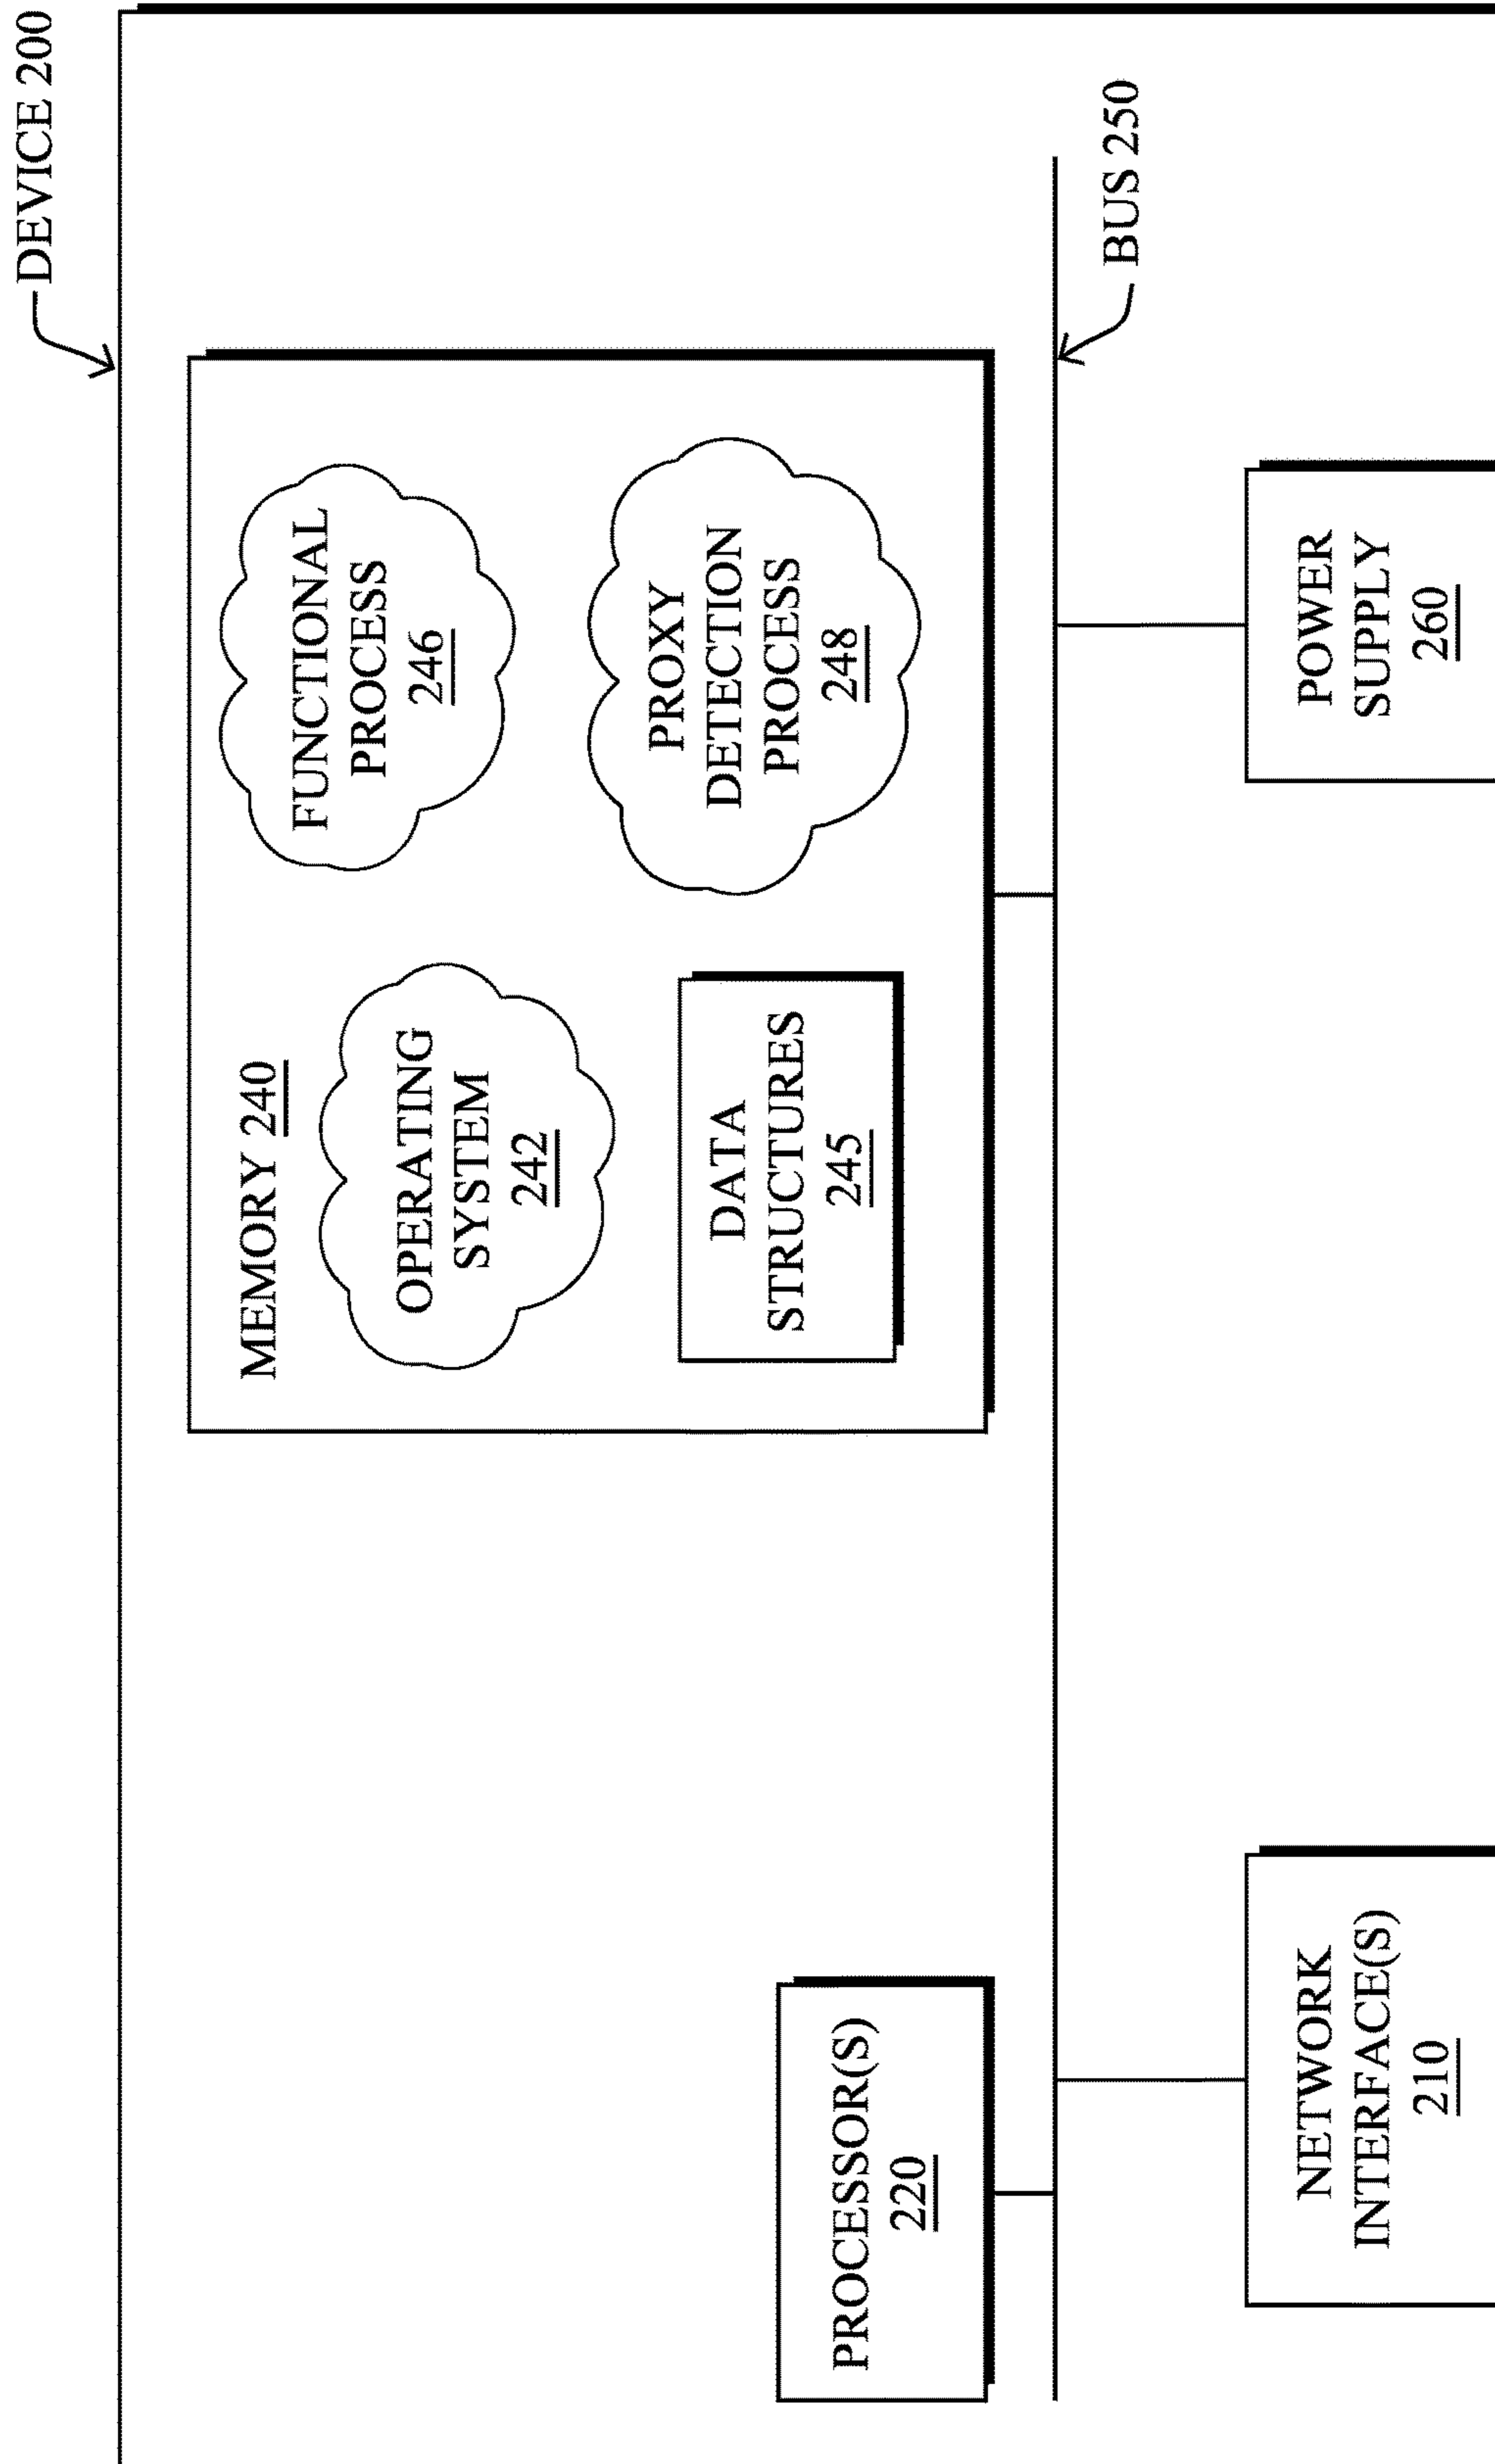 DEVICE 200
MEMORY 240
OPERATING
SYSTEM
242
FUNCTIONAL
PROCESS
246
DATA
STRUCTURES
245
PROXY
DETECTION
PROCESS
248
PROCESSOR(S)
220
BUS 250
NETWORK
INTERFACE(S)
210
POWER
SUPPLY
260